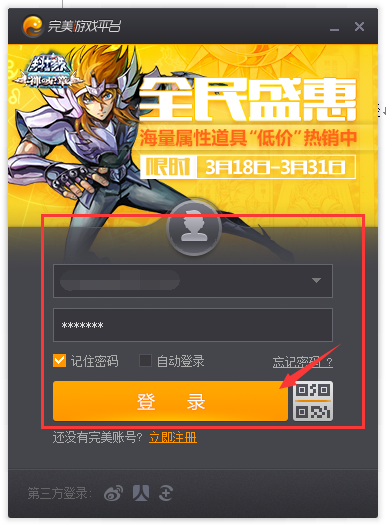 完美游戏平台
全民盛惠
海量属性道具“低价”热销中
限时 3月18日-3月31日
*******
记住密码 自动登录 忘记密码 ?
登 录
还没有完美账号? 立即注册
第三方登录: